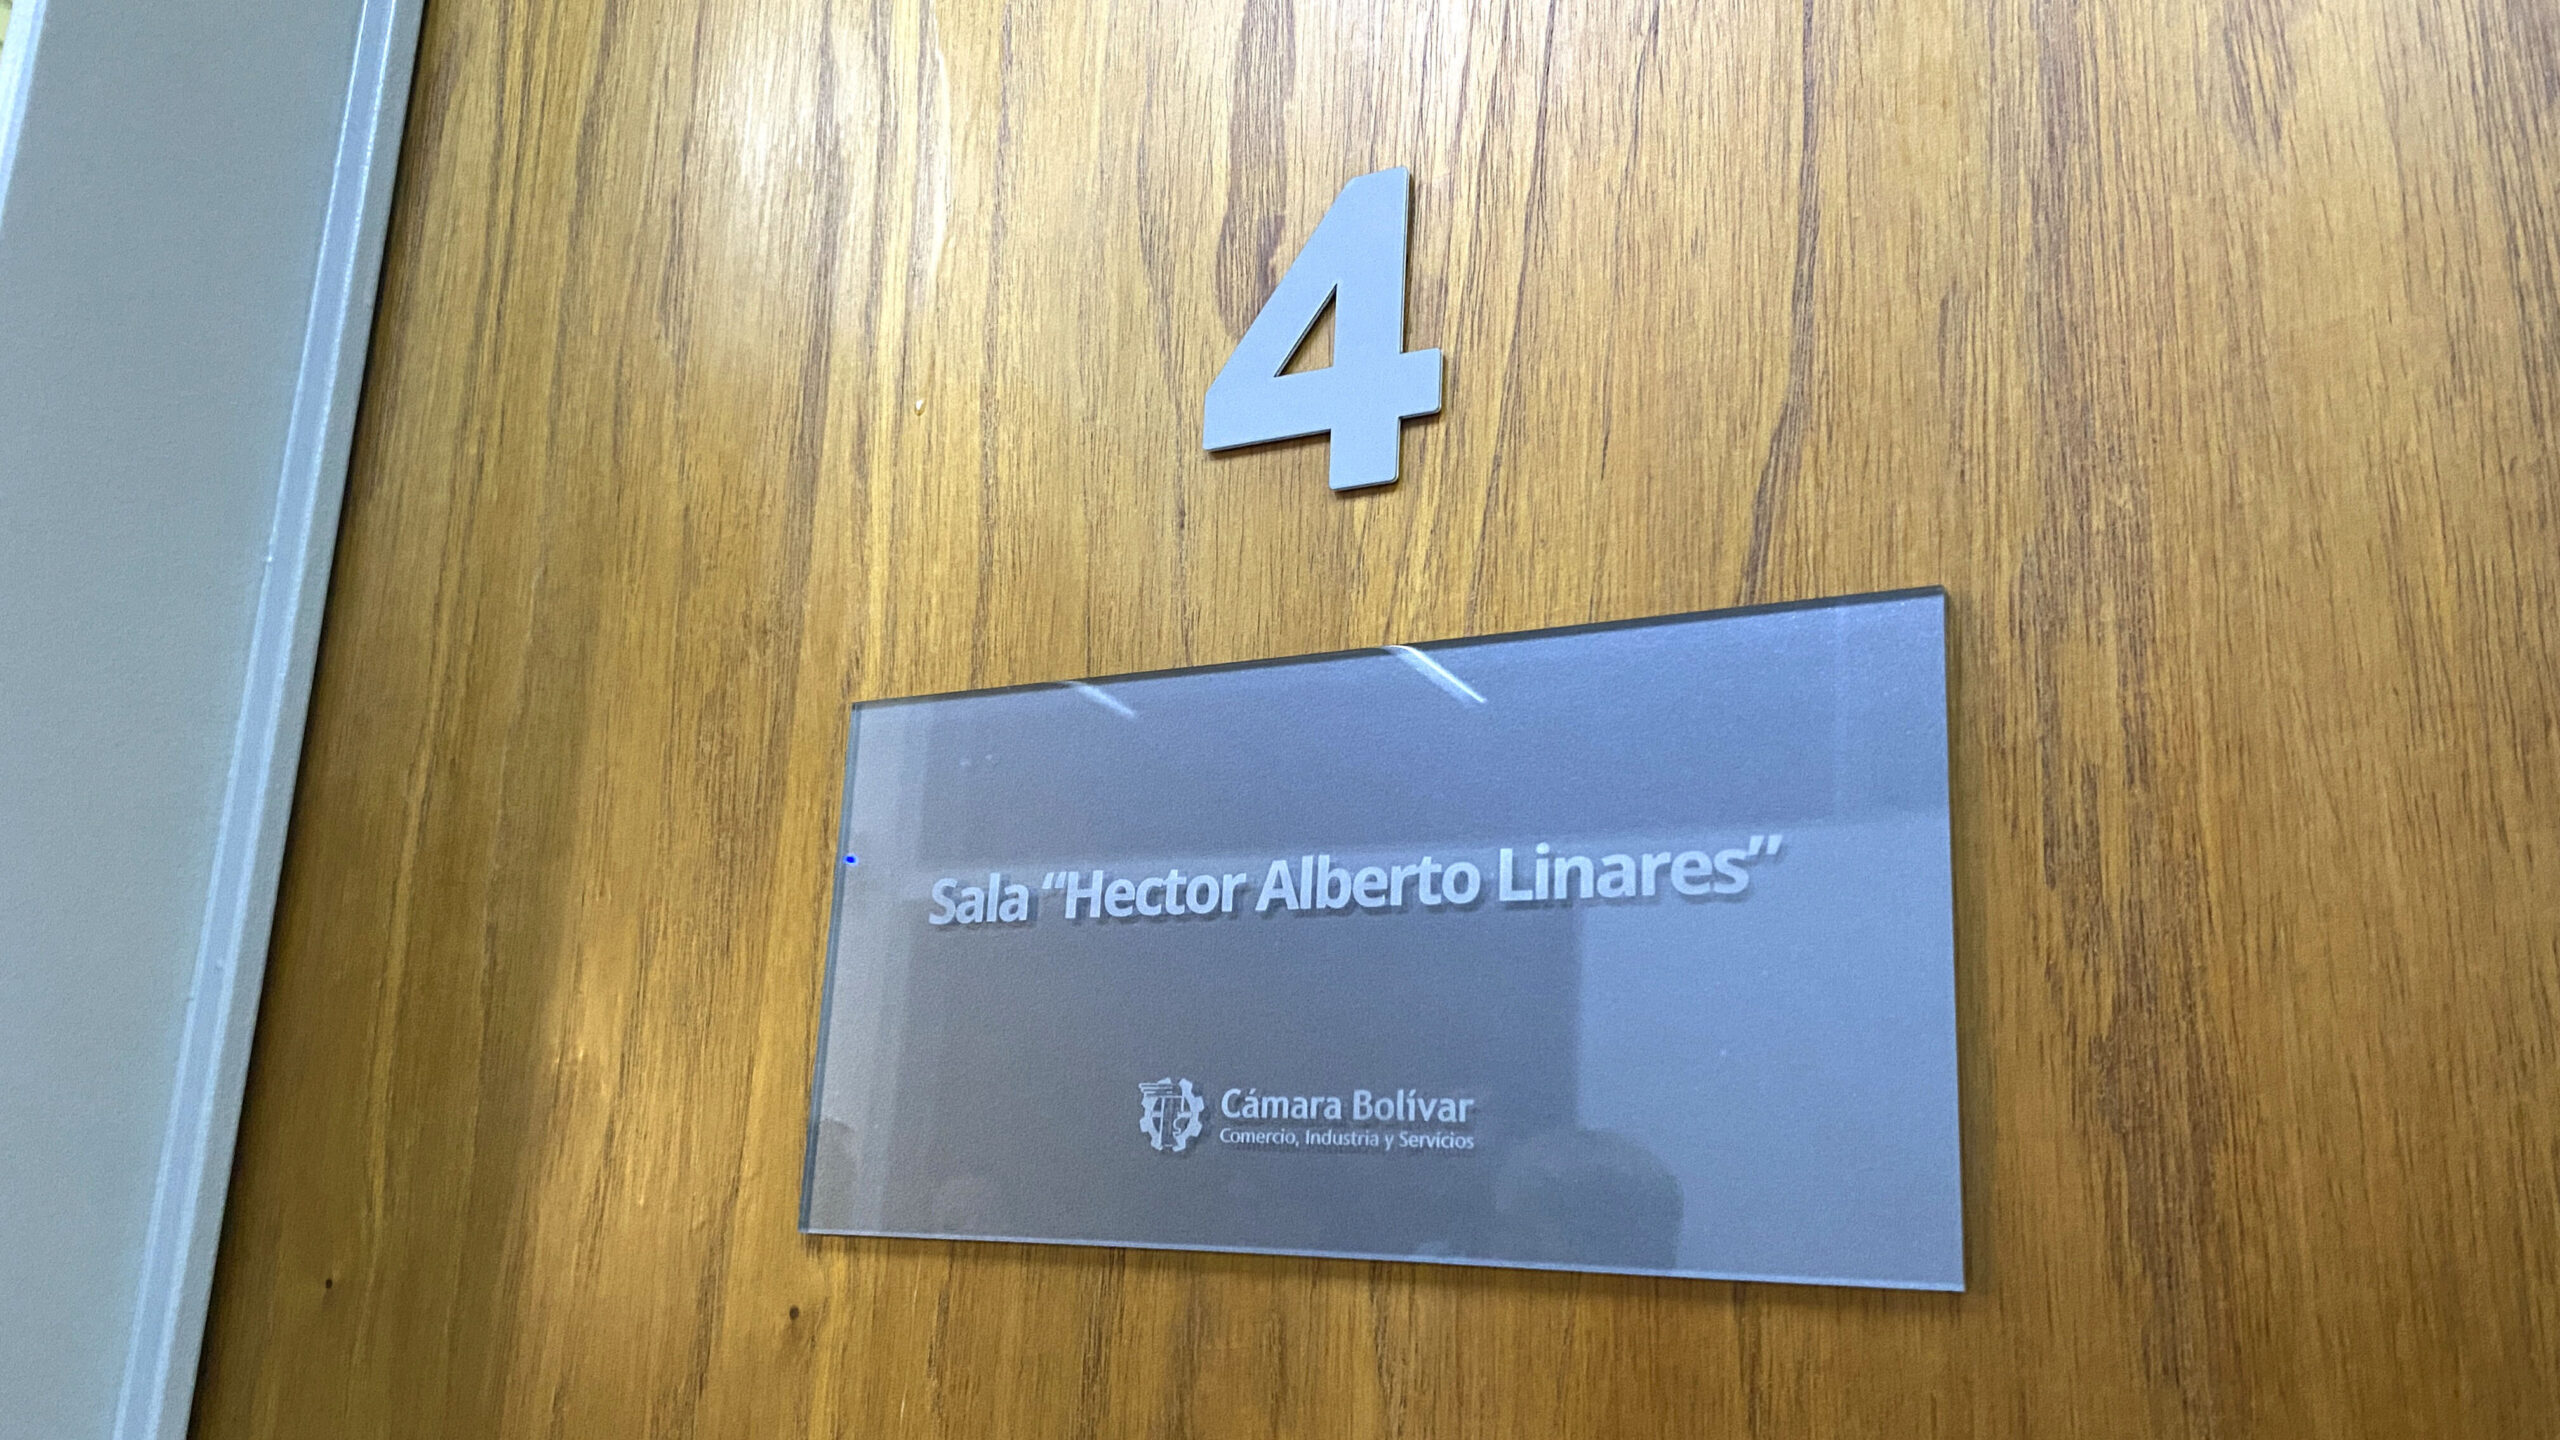 4
Sala “Hector Alberto Linares”
Cámara Bolívar
Comercio, Industria y Servicios